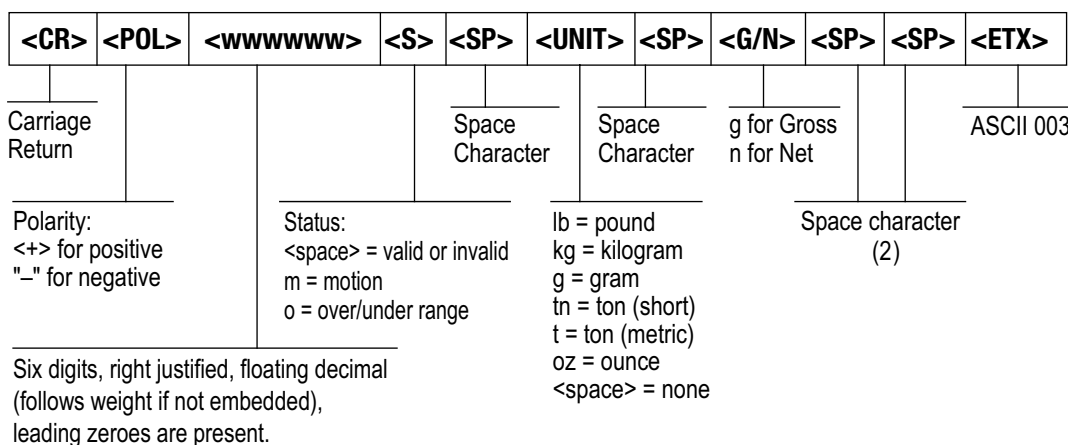 <CR> <POL> <wwwwww> <S> <SP> <UNIT> <SP> <G/N> <SP> <SP> <ETX>
Carriage
Return
Space
Character
Space
Character
g for Gross
n for Net
ASCII 003
Polarity:
<+> for positive
"–" for negative
Status:
<space> = valid or invalid
m = motion
o = over/under range
lb = pound
kg = kilogram
g = gram
tn = ton (short)
t = ton (metric)
oz = ounce
<space> = none
Space character
(2)
Six digits, right justified, floating decimal
(follows weight if not embedded),
leading zeroes are present.